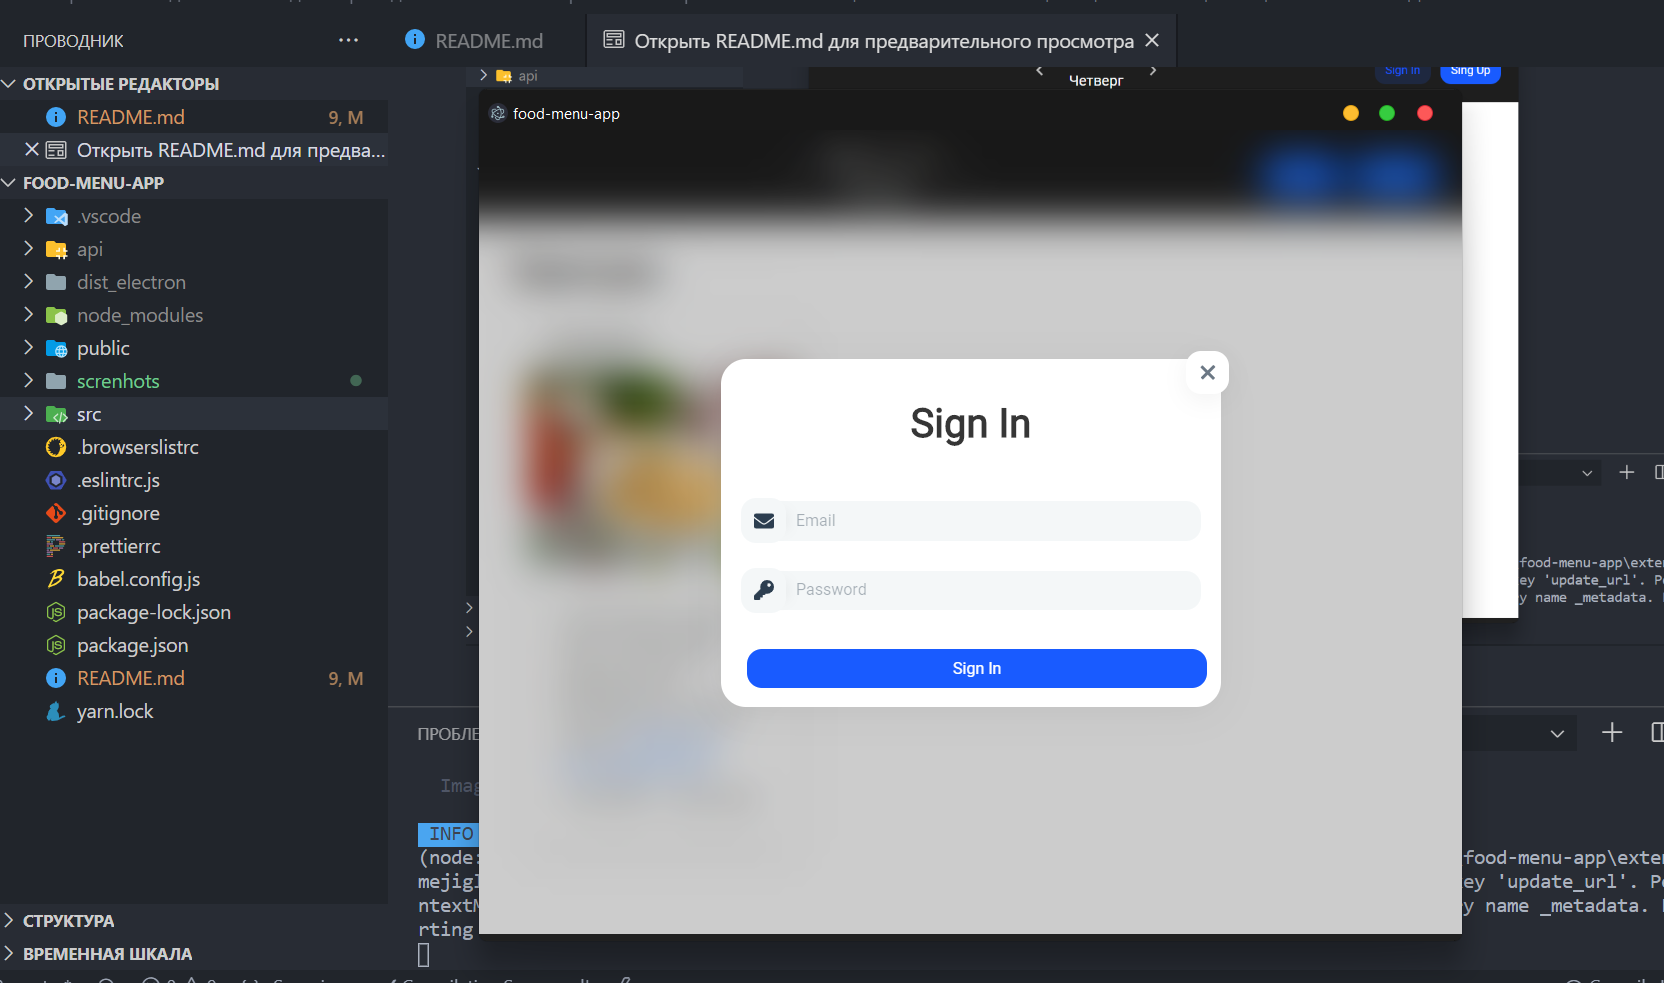 ПРОВОДНИК
README.md
Открыть README.md для предварительного просмотра
ОТКРЫТЫЕ РЕДАКТОРЫ
README.md
9, M
Открыть README.md для предва...
FOOD-MENU-APP
.vscode
api
dist_electron
node_modules
public
screnhots
src
.browserslistrc
.eslintrc.js
.gitignore
.prettierrc
babel.config.js
package-lock.json
package.json
README.md
9, M
yarn.lock
СТРУКТУРА
ВРЕМЕННАЯ ШКАЛА
api
Четверг
Sign In
Sing Up
food-menu-app
Sign In
Email
Password
Sign In
food-menu-app\exte
ey 'update_url'. P
y name _metadata.
ПРОБЛЕ
Imag
INFO
(node:
food-menu-app\exte
mejigl
ey 'update_url'. P
ntext
y name _metadata.
rting